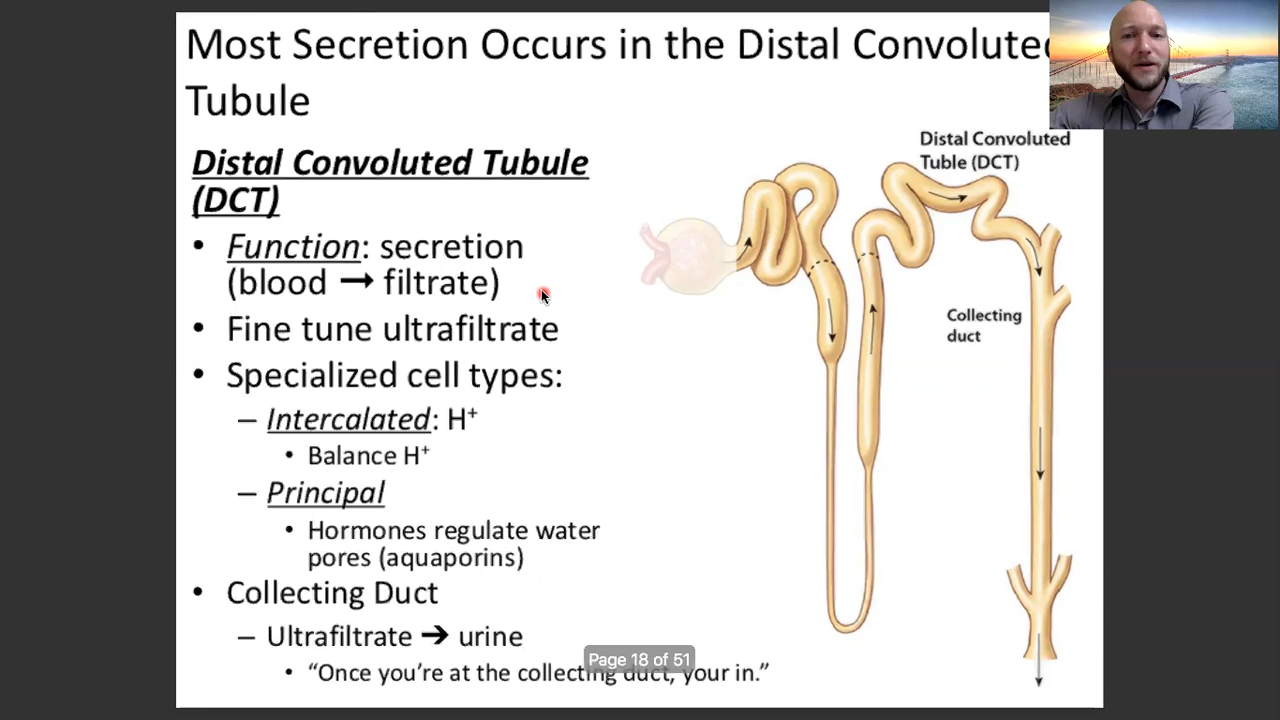 Most Secretion Occurs in the Distal Convoluted
Tubule
Distal Convoluted Tubule
(DCT)
• Function: secretion
(blood → filtrate)
• Fine tune ultrafiltrate
• Specialized cell types:
– Intercalated: H⁺
• Balance H⁺
– Principal
• Hormones regulate water
pores (aquaporins)
• Collecting Duct
– Ultrafiltrate → urine
• “Once you’re at the collecting duct, your in.”
Page 18 of 51
Distal Convoluted
Tuble (DCT)
Collecting
duct